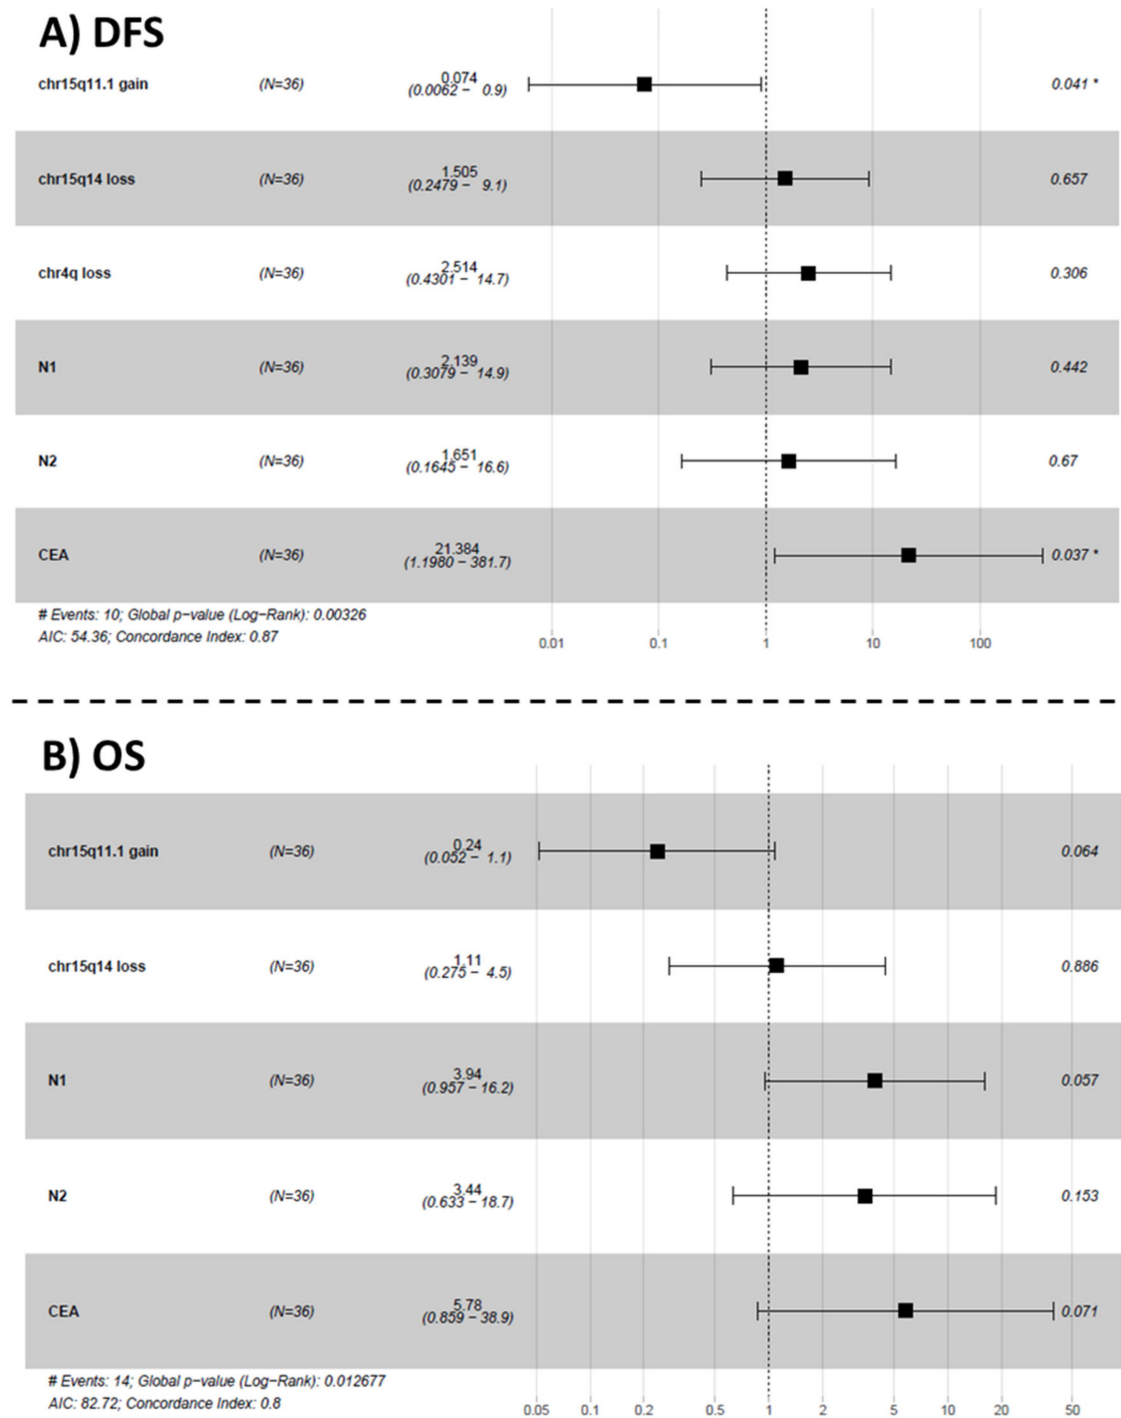 A) DFS
chr15q11.1 gain (N=36) 0.074 0.041 *
(0.0062 − 0.9)
chr15q14 loss (N=36) 1.505 0.657
(0.2479 − 9.1)
chr4q loss (N=36) 2.514 0.306
(0.4301 − 14.7)
N1 (N=36) 2.139 0.442
(0.3079 − 14.9)
N2 (N=36) 1.651 0.67
(0.1645 − 16.6)
CEA (N=36) 21.384 0.037 *
(1.1980 − 381.7)
# Events: 10; Global p−value (Log−Rank): 0.00326
AIC: 54.36; Concordance Index: 0.87
0.01 0.1 1 10 100
B) OS
chr15q11.1 gain (N=36) 0.24 0.064
(0.052 − 1.1)
chr15q14 loss (N=36) 1.11 0.886
(0.275 − 4.5)
N1 (N=36) 3.94 0.057
(0.957 − 16.2)
N2 (N=36) 3.44 0.153
(0.633 − 18.7)
CEA (N=36) 5.78 0.071
(0.859 − 38.9)
# Events: 14; Global p−value (Log−Rank): 0.012677
AIC: 82.72; Concordance Index: 0.8
0.05 0.1 0.2 0.5 1 2 5 10 20 50